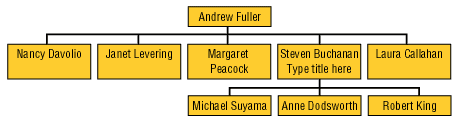 Andrew Fuller
Nancy Davolio
Janet Levering
Margaret
Peacock
Steven Buchanan
Type title here
Laura Callahan
Michael Suyama
Anne Dodsworth
Robert King